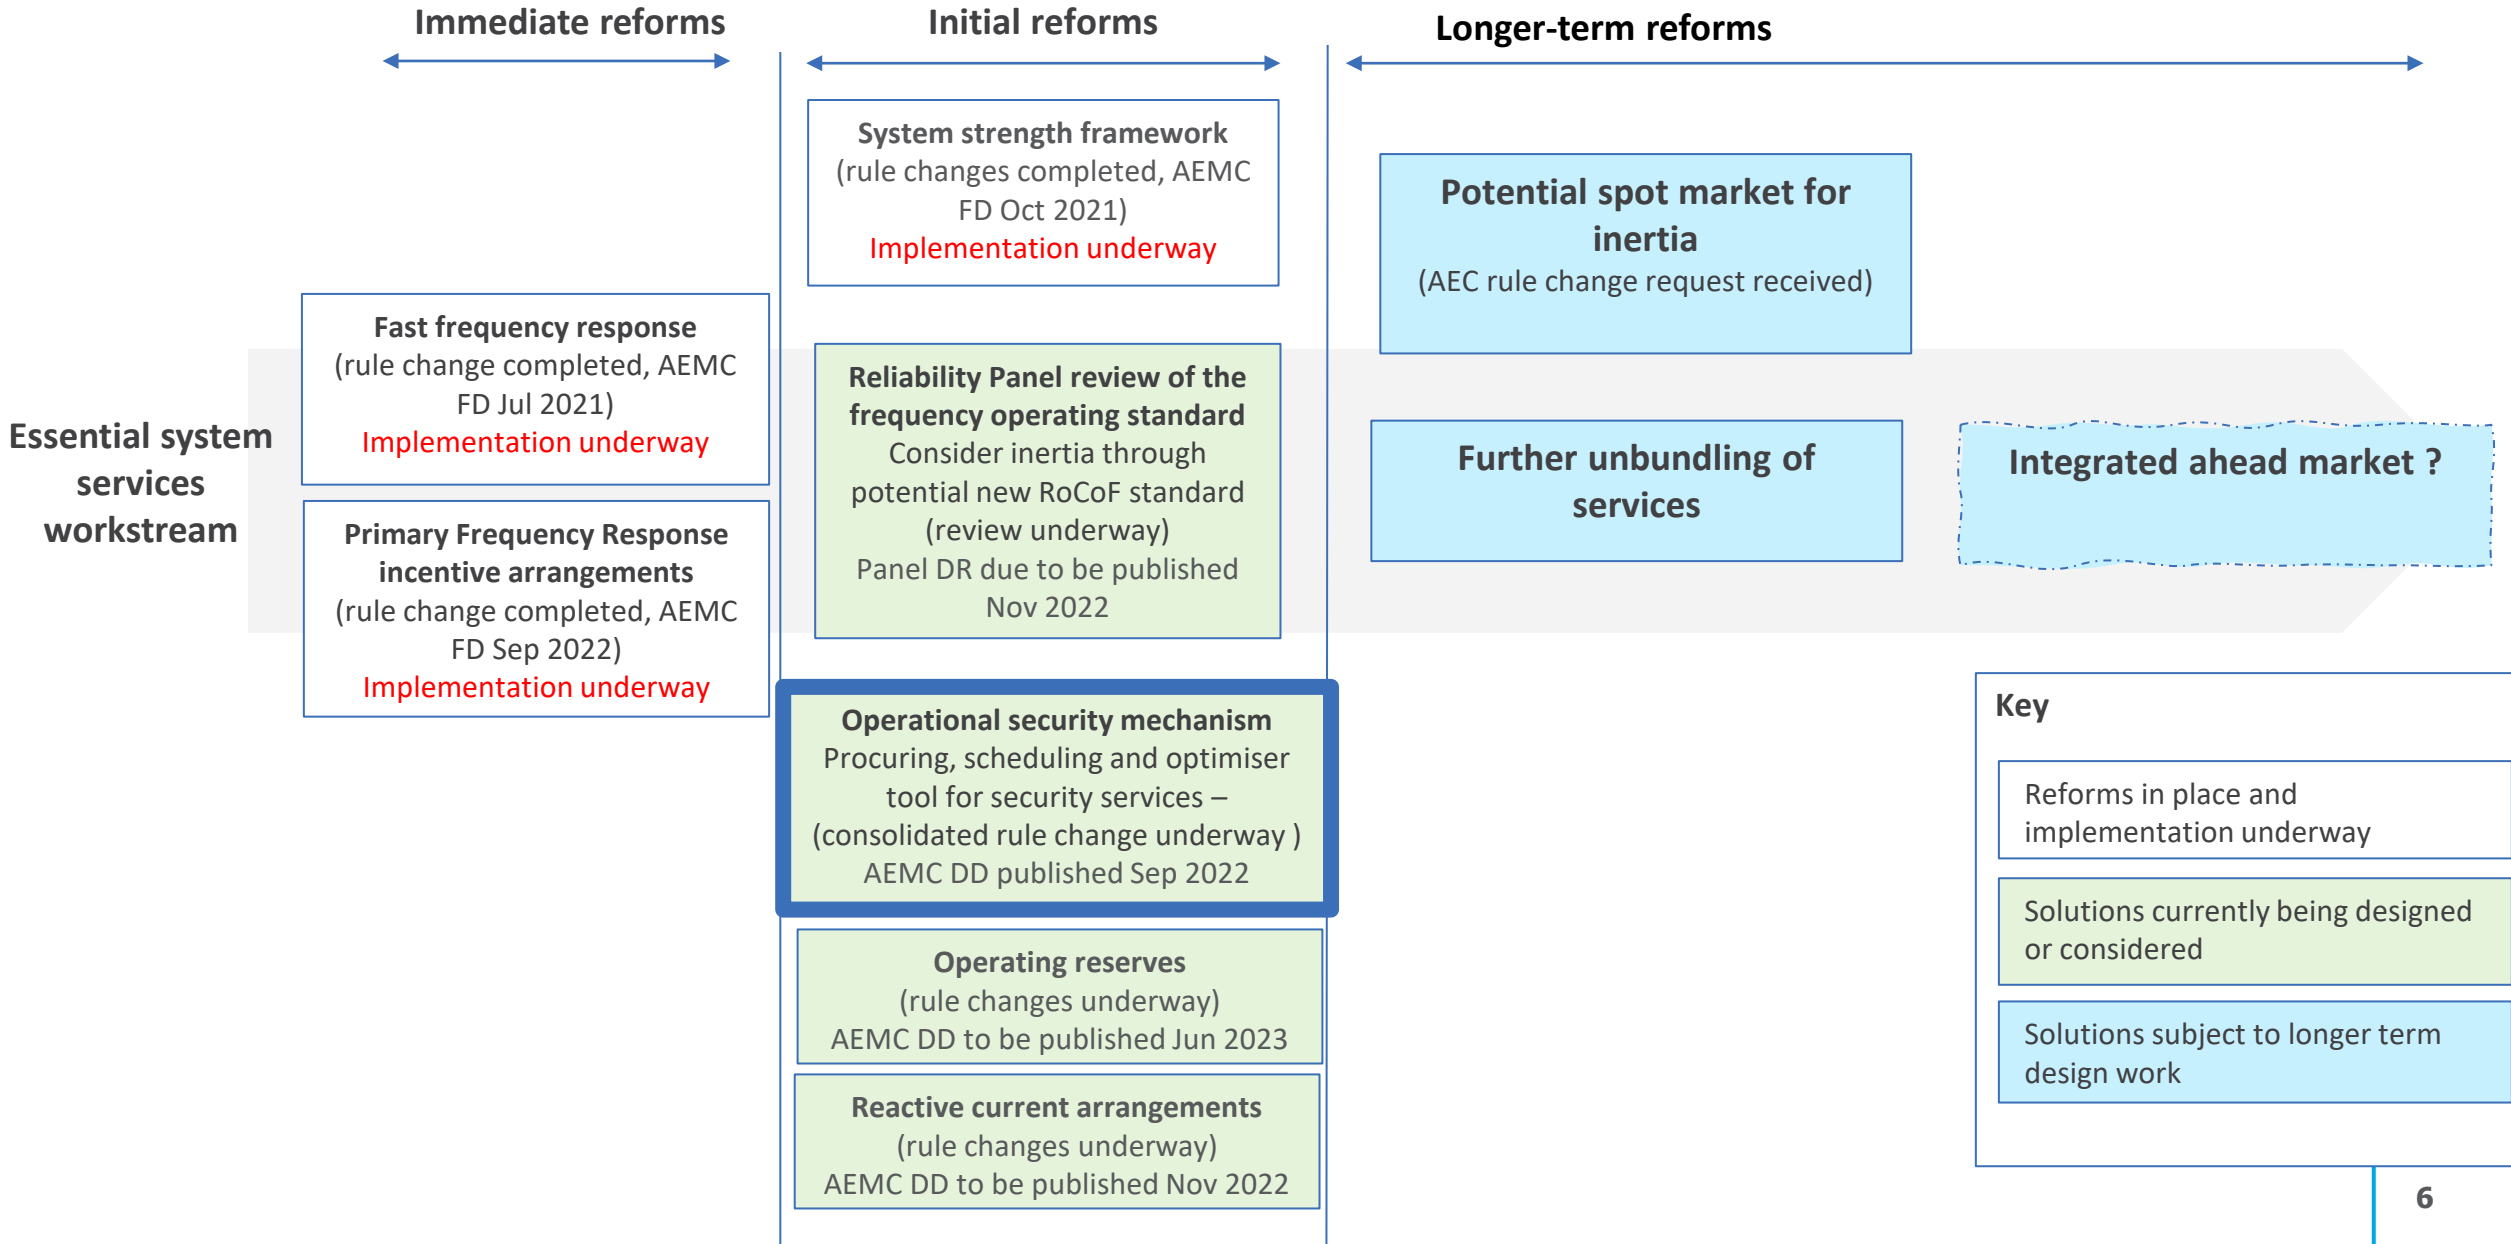 Immediate reforms
Initial reforms
Longer-term reforms
Essential system
services
workstream
Fast frequency response
(rule change completed, AEMC
FD Jul 2021)
Implementation underway
Primary Frequency Response
incentive arrangements
(rule change completed, AEMC
FD Sep 2022)
Implementation underway
System strength framework
(rule changes completed, AEMC
FD Oct 2021)
Implementation underway
Reliability Panel review of the
frequency operating standard
Consider inertia through
potential new RoCoF standard
(review underway)
Panel DR due to be published
Nov 2022
Operational security mechanism
Procuring, scheduling and optimiser
tool for security services –
(consolidated rule change underway )
AEMC DD published Sep 2022
Operating reserves
(rule changes underway)
AEMC DD to be published Jun 2023
Reactive current arrangements
(rule changes underway)
AEMC DD to be published Nov 2022
Potential spot market for
inertia
(AEC rule change request received)
Further unbundling of
services
Integrated ahead market ?
Key
Reforms in place and
implementation underway
Solutions currently being designed
or considered
Solutions subject to longer term
design work
6